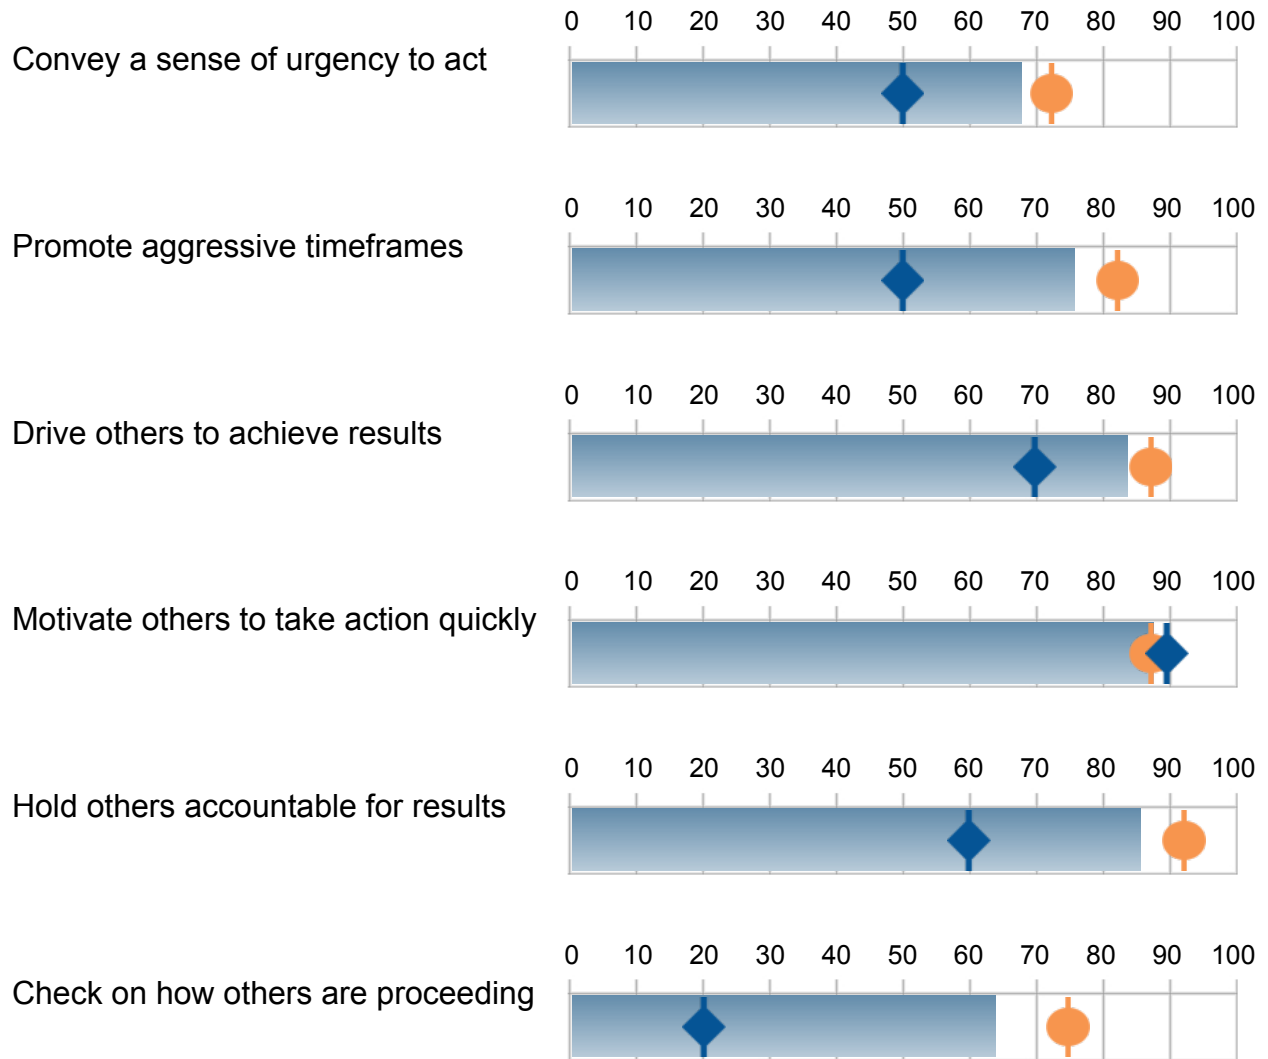 0 10 20 30 40 50 60 70 80 90 100
Convey a sense of urgency to act
0 10 20 30 40 50 60 70 80 90 100
Promote aggressive timeframes
0 10 20 30 40 50 60 70 80 90 100
Drive others to achieve results
0 10 20 30 40 50 60 70 80 90 100
Motivate others to take action quickly
0 10 20 30 40 50 60 70 80 90 100
Hold others accountable for results
0 10 20 30 40 50 60 70 80 90 100
Check on how others are proceeding